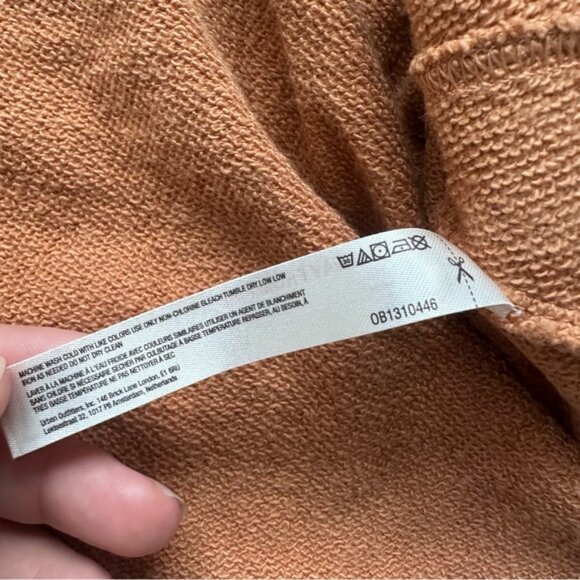 MACHINE WASH COLD WITH LIKE COLORS USE ONLY NON-CHLORINE BLEACH TUMBLE DRY LOW LOW
IRON AS NEEDED DO NOT DRY CLEAN
LAVER À LA MACHINE À L'EAU FROIDE AVEC COULEURS SIMILAIRES UTILISER UN AGENT DE BLANCHIMENT
SANS CHLORE SI NÉCESSAIRE SÉCHER PAR CULBUTAGE À BASSE TEMPÉRATURE REPASSER, AU BESOIN, À
TRÈS BASSE TEMPÉRATURE NE PAS NETTOYER À SEC
Urban Outfitters, Inc. 146 Brick Lane London, E1 6RU
Leidsestraat 32, 1017 PB Amsterdam, Netherlands
30
OB1310446